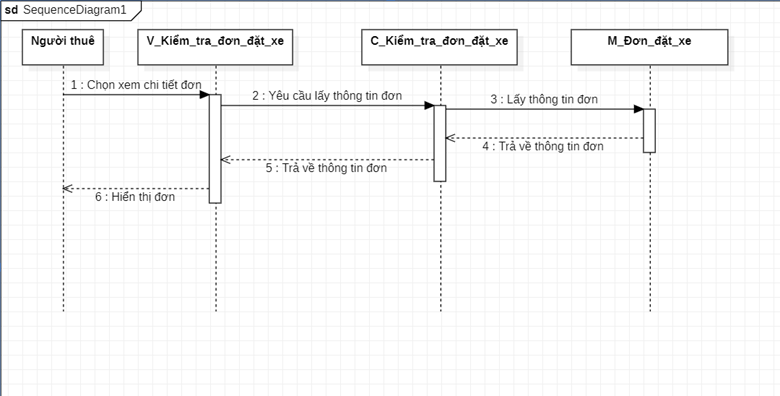 sd SequenceDiagram1
Người thuê
V_Kiểm_tra_đơn_đặt_xe
C_Kiểm_tra_đơn_đặt_xe
M_Đơn_đặt_xe
1 : Chọn xem chi tiết đơn
2 : Yêu cầu lấy thông tin đơn
3 : Lấy thông tin đơn
4 : Trả về thông tin đơn
5 : Trả về thông tin đơn
6 : Hiển thị đơn